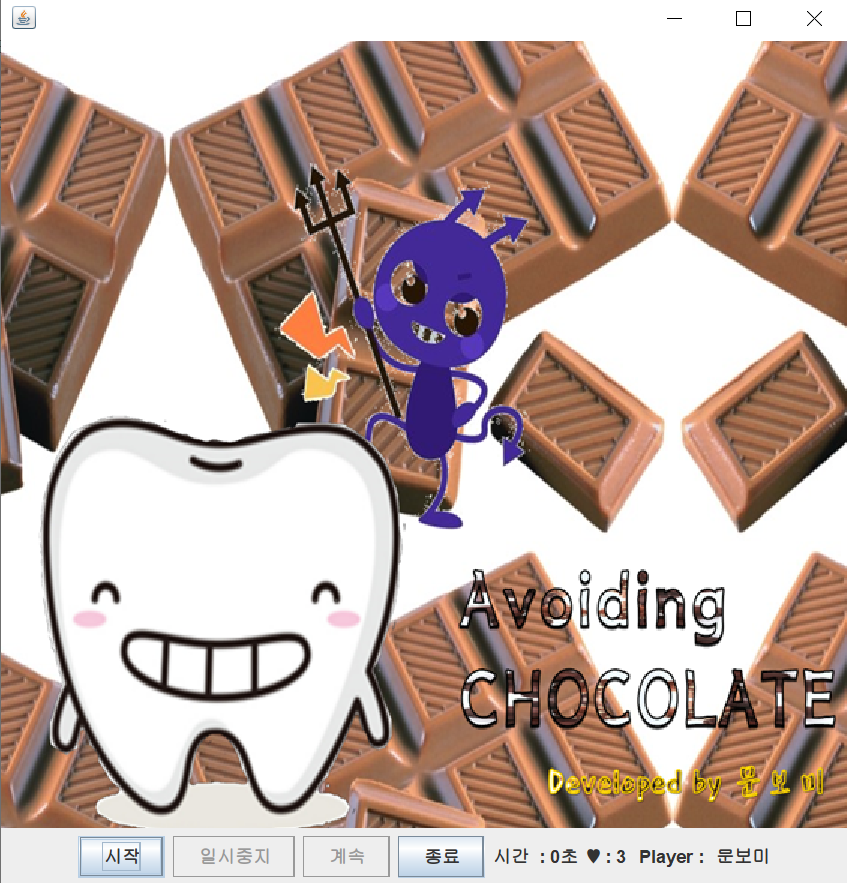 Avoiding
CHOCOLATE
Developed by 문보미
시작 일시중지 계속 종료 시간 : 0초 ♥ : 3 Player : 문보미